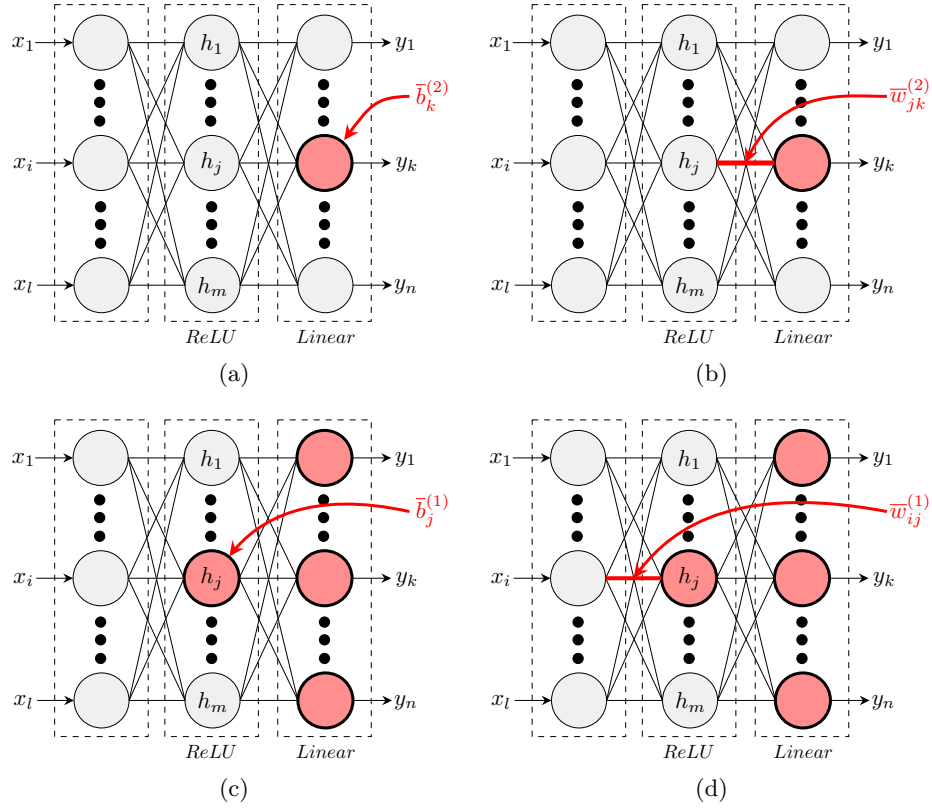 x₁ h₁ y₁ x₁ h₁ y₁
b̄ₖ⁽²⁾ w̄ⱼₖ⁽²⁾
xᵢ hⱼ yₖ xᵢ hⱼ yₖ
xₗ hₘ yₙ xₗ hₘ yₙ
ReLU Linear ReLU Linear
(a) (b)
x₁ h₁ y₁ x₁ h₁ y₁
b̄ⱼ⁽¹⁾ w̄ᵢⱼ⁽¹⁾
xᵢ hⱼ yₖ xᵢ hⱼ yₖ
xₗ hₘ yₙ xₗ hₘ yₙ
ReLU Linear ReLU Linear
(c) (d)